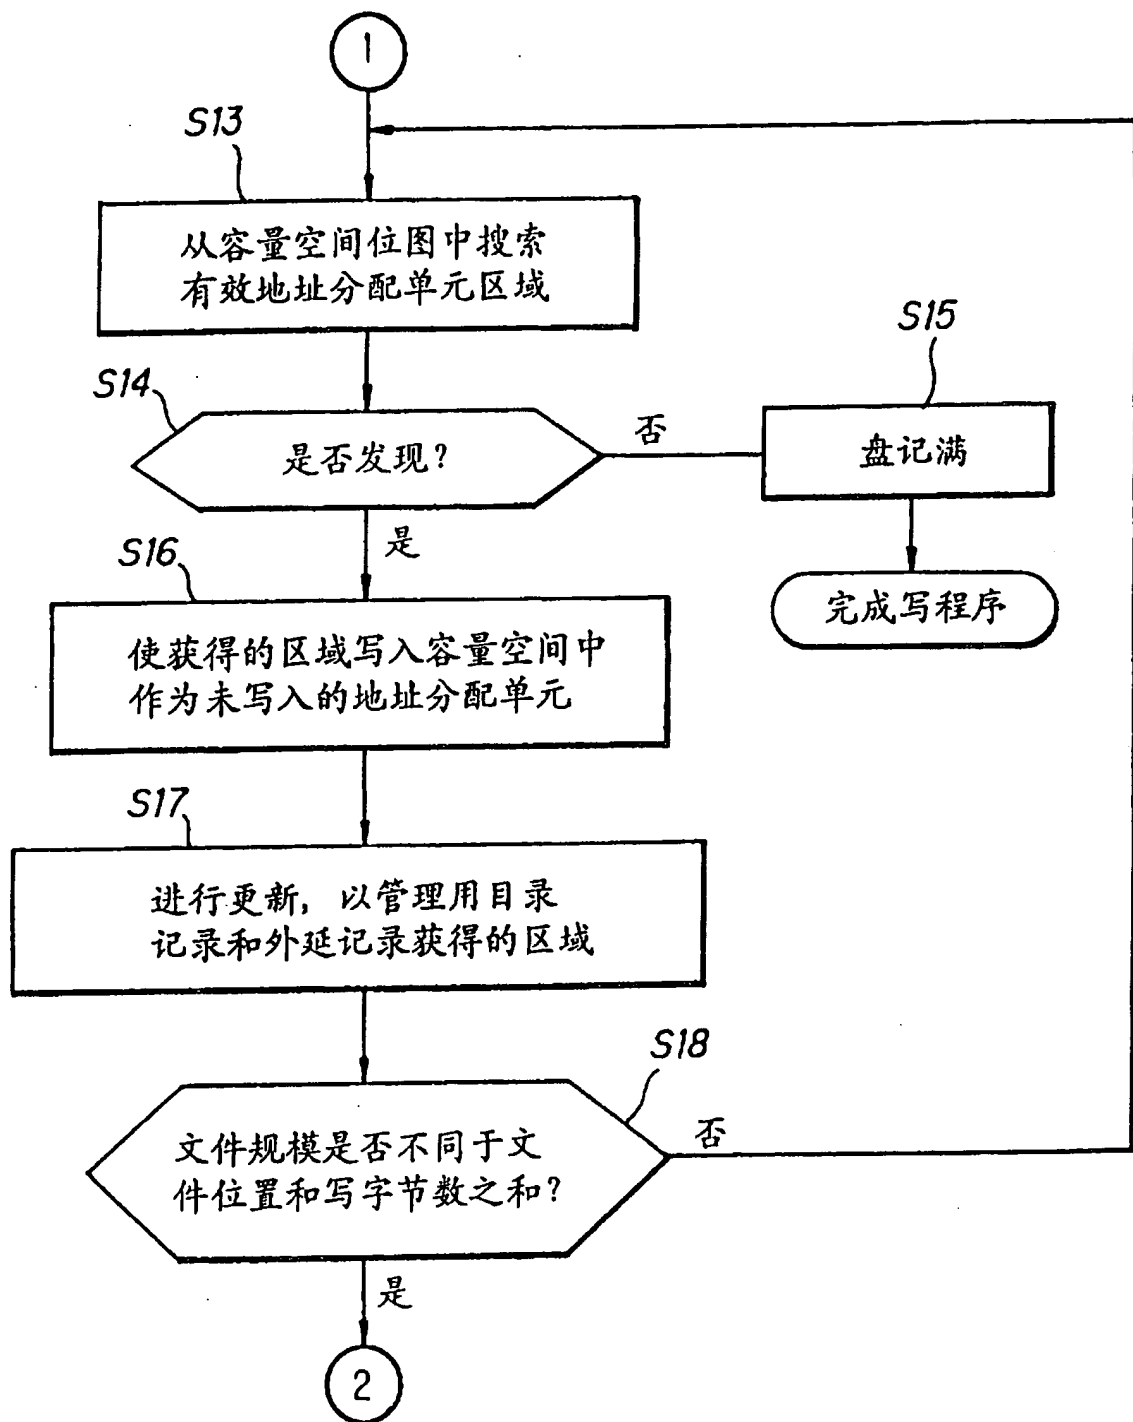 1
S13
从容量空间位图中搜索
有效地址分配单元区域
S14
是否发现?
否
S15
盘记满
完成写程序
是
S16
使获得的区域写入容量空间中
作为未写入的地址分配单元
S17
进行更新, 以管理用目录
记录和外延记录获得的区域
S18
文件规模是否不同于文
件位置和写字节数之和?
否
是
2